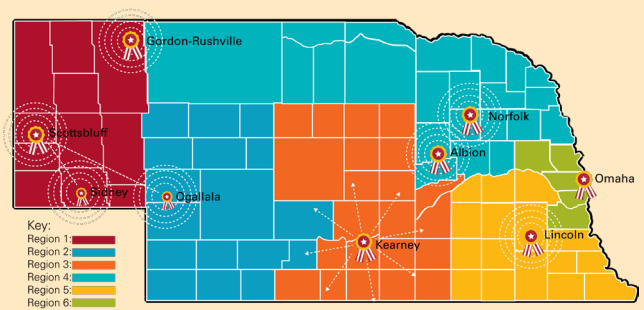 Gordon-Rushville
Norfolk
Scottsbluff
Albion
Omaha
Sidney
Ogallala
Lincoln
Kearney
Key:
Region 1:
Region 2:
Region 3:
Region 4:
Region 5:
Region 6: